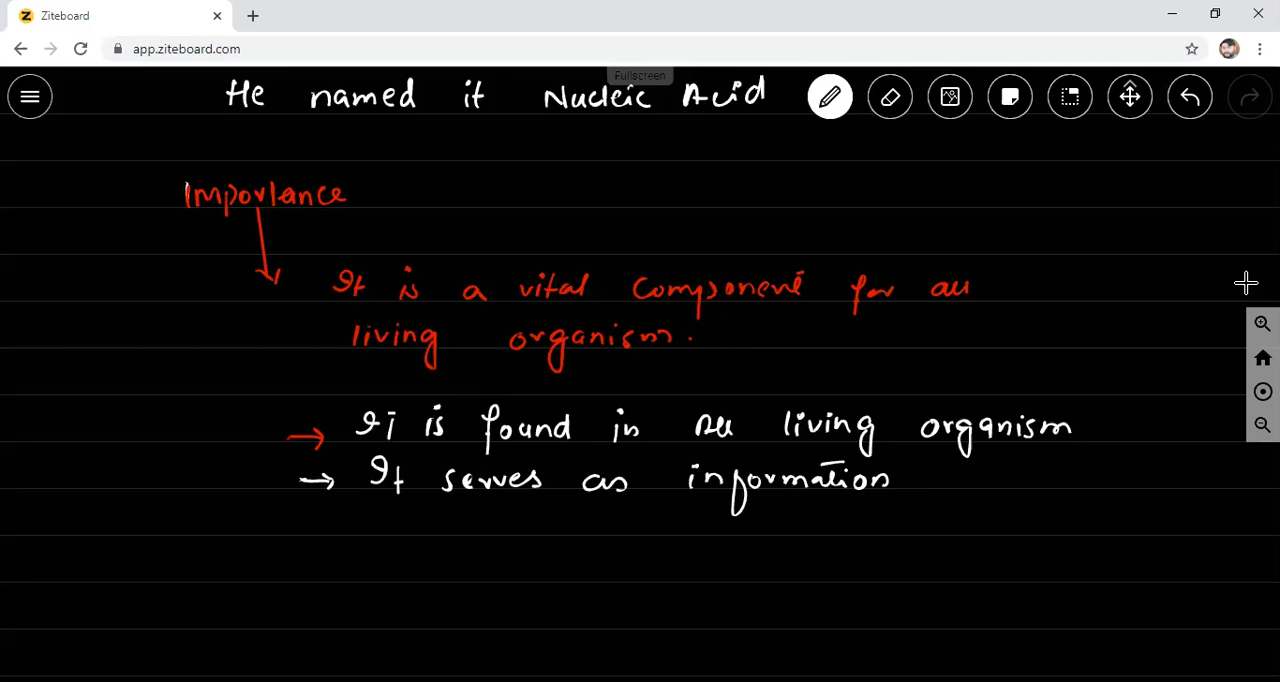 Ziteboard
app.ziteboard.com
Fullscreen
He named it Nucleic Acid
Importance
It is a vital component for all
living organism.
→ It is found in all living organism
→ It serves as information